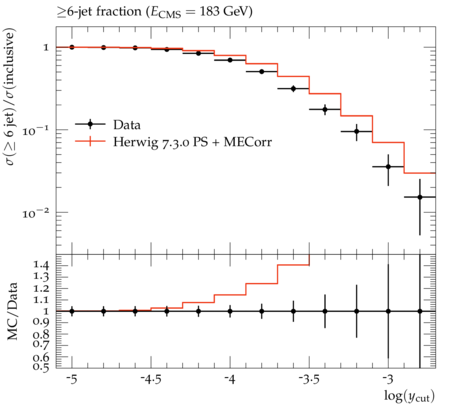 ≥6-jet fraction (E_CMS = 183 GeV)
σ(≥ 6 jet)/σ(inclusive)
1
10⁻¹
10⁻²
Data
Herwig 7.3.0 PS + MECorr
MC/Data
1.4
1.3
1.2
1.1
1
0.9
0.8
0.7
0.6
0.5
-5 -4.5 -4 -3.5 -3
log(y_cut)